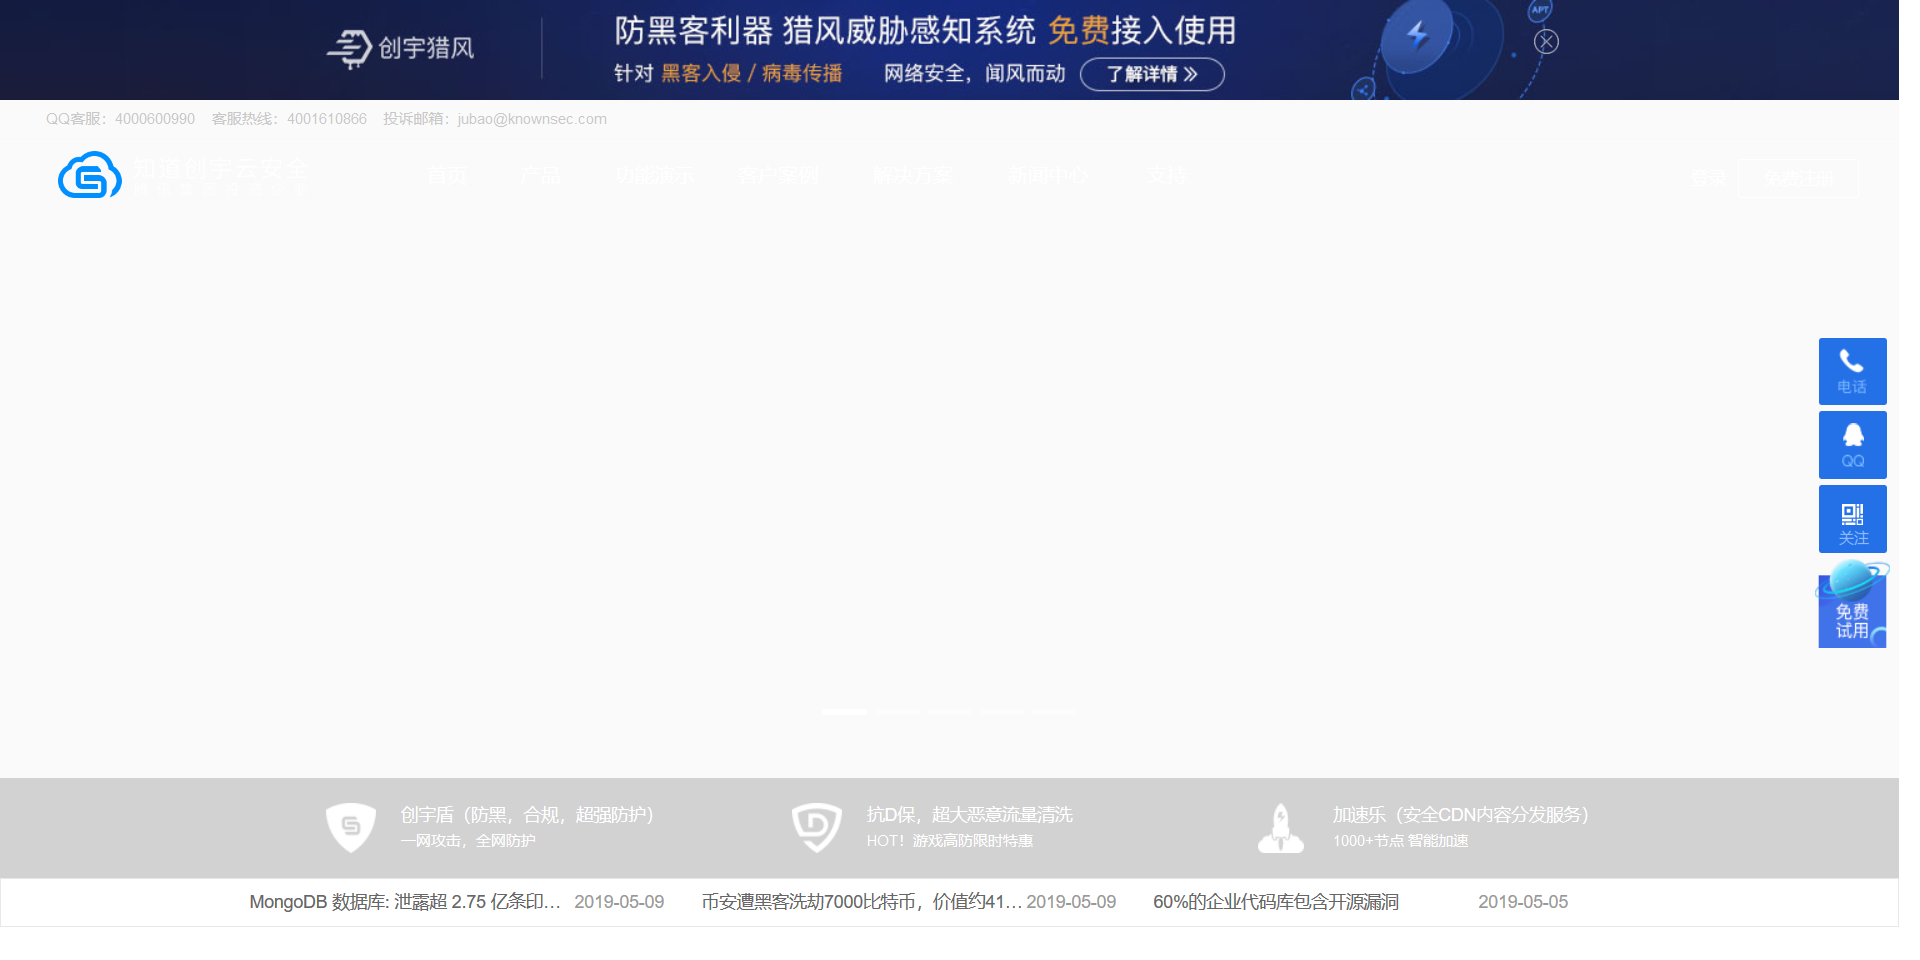 创宇猎风
防黑客利器 猎风威胁感知系统 免费接入使用
针对 黑客入侵 / 病毒传播 网络安全，闻风而动 了解详情
APT
QQ客服：4000600990 客服热线：4001610866 投诉邮箱：jubao@knownsec.com
知道创宇云安全
首页 产品 功能演示 客户案例 解决方案 新闻中心 支持
登录 免费注册
电话
QQ
关注
免费
试用
创宇盾（防黑，合规，超强防护）
一网攻击，全网防护
抗D保，超大恶意流量清洗
HOT！游戏高防限时特惠
加速乐（安全CDN内容分发服务）
1000+节点 智能加速
MongoDB 数据库: 泄露超 2.75 亿条印… 2019-05-09 币安遭黑客洗劫7000比特币，价值约41… 2019-05-09 60%的企业代码库包含开源漏洞 2019-05-05